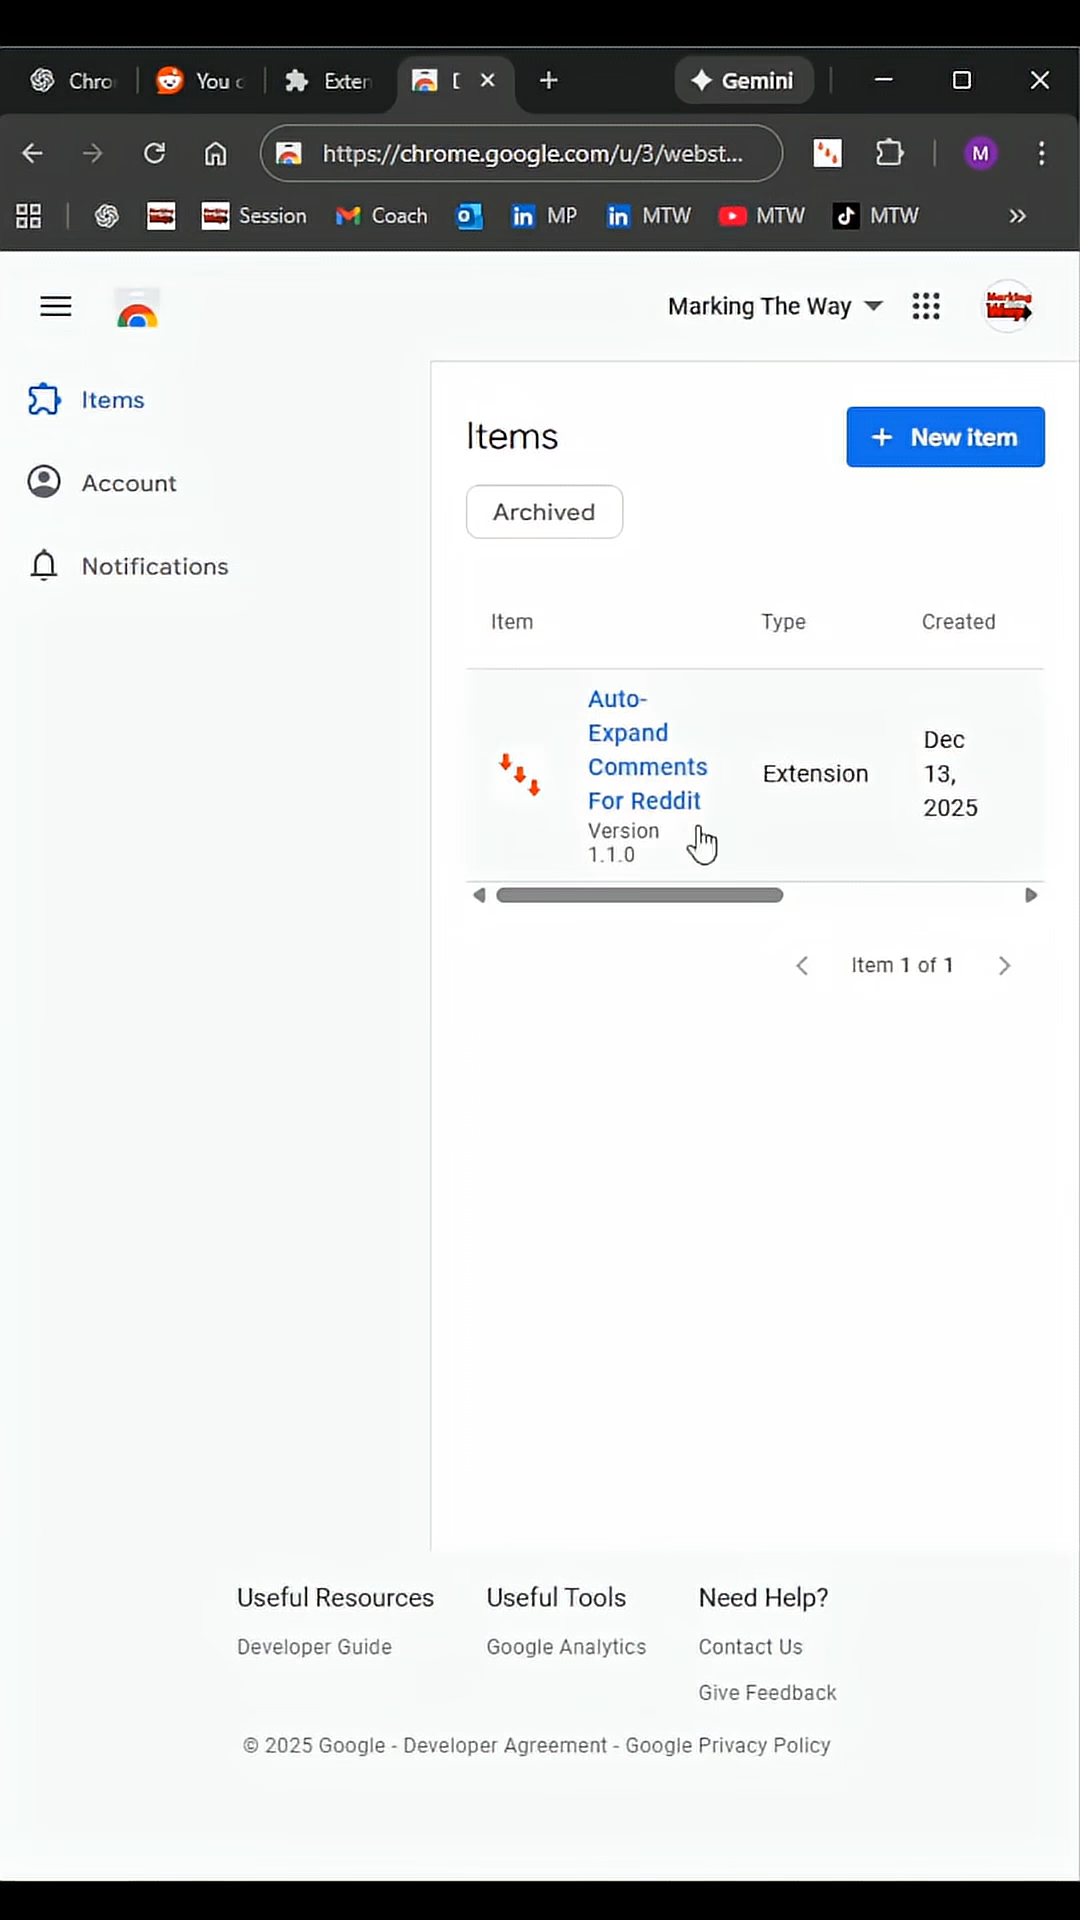 Chro
You
Exter
Gemini
https://chrome.google.com/u/3/webst...
M
Session
Coach
MP
MTW
MTW
MTW
Marking The Way
Marking
Way
Items
Account
Notifications
Items
+ New item
Archived
Item Type Created
Auto-
Expand
Comments
For Reddit
Version
1.1.0
Extension
Dec
13,
2025
Item 1 of 1
Useful Resources
Developer Guide
Useful Tools
Google Analytics
Need Help?
Contact Us
Give Feedback
© 2025 Google - Developer Agreement - Google Privacy Policy